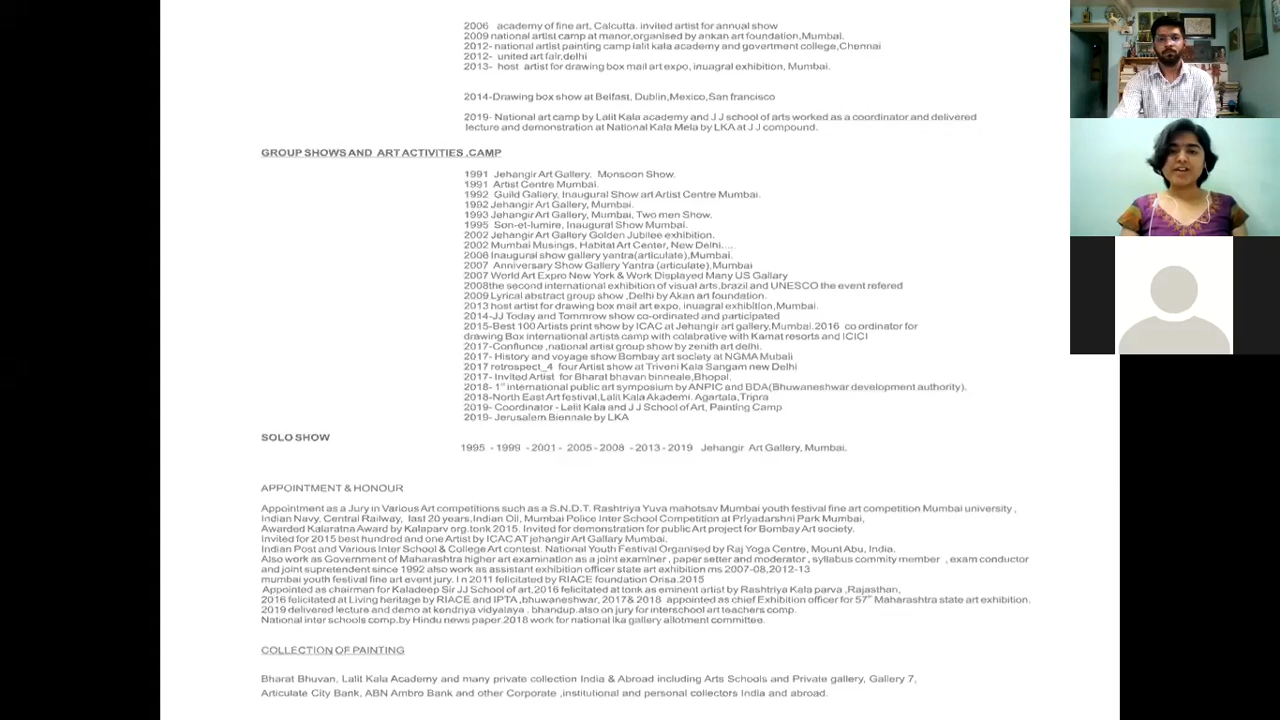 2006 academy of fine art, Calcutta. invited artist for annual show
2009 national artist camp at manor,organised by ankan art foundation,Mumbai.
2012- national artist painting camp lalit kala academy and govertment college,Chennai
2012- united art fair,delhi
2013- host artist for drawing box mail art expo, inuagral exhibition, Mumbai.
2014-Drawing box show at Belfast, Dublin,Mexico,San francisco
2019- National art camp by Lalit Kala academy and J J school of arts worked as a coordinator and delivered
lecture and demonstration at National Kala Mela by LKA at J J compound.
GROUP SHOWS AND ART ACTIVITIES .CAMP
1991 Jehangir Art Gallery, Monsoon Show.
1991 Artist Centre Mumbai.
1992 Guild Gallery, Inaugural Show art Artist Centre Mumbai.
1992 Jehangir Art Gallery, Mumbai.
1993 Jehangir Art Gallery, Mumbai, Two men Show.
1995 Son-et-lumire, Inaugural Show Mumbai.
2002 Jehangir Art Gallery Golden Jubilee exhibition.
2002 Mumbai Musings, Habitat Art Center, New Delhi....
2006 Inaugural show gallery yantra(articulate),Mumbai.
2007 Anniversary Show Gallery Yantra (articulate),Mumbai
2007 World Art Expro New York & Work Displayed Many US Gallary
2008the second international exhibition of visual arts,brazil and UNESCO the event refered
2009 Lyrical abstract group show ,Delhi by Akan art foundation.
2013 host artist for drawing box mail art expo, inuagral exhibition,Mumbai.
2014-JJ Today and Tommrow show co-ordinated and participated
2015-Best 100 Artists print show by ICAC at Jehangir art gallery,Mumbai.2016 co ordinator for
drawing Box international artists camp with colabrative with Kamat resorts and ICICI
2017-Conflunce ,national artist group show by zenith art delhi.
2017- History and voyage show Bombay art society at NGMA Mubali
2017 retrospect_4 four Artist show at Triveni Kala Sangam new Delhi
2017- Invited Artist for Bharat bhavan binneale,Bhopal.
2018- 1st international public art symposium by ANPIC and BDA(Bhuwaneshwar development authority).
2018-North East Art festival,Lalit Kala Akademi. Agartala,Tripra
2019- Coordinator - Lalit Kala and J J School of Art, Painting Camp
2019- Jerusalem Biennale by LKA
SOLO SHOW
1995 - 1999 - 2001 - 2005 - 2008 - 2013 - 2019 Jehangir Art Gallery, Mumbai.
APPOINTMENT & HONOUR
Appointment as a Jury in Various Art competitions such as a S.N.D.T. Rashtriya Yuva mahotsav Mumbai youth festival fine art competition Mumbai university ,
Indian Navy, Central Railway, last 20 years,Indian Oil, Mumbai Police Inter School Competition at Priyadarshni Park Mumbai,
Awarded Kalaratna Award by Kalaparv org.tonk 2015. Invited for demonstration for public Art project for Bombay Art society.
Invited for 2015 best hundred and one Artist by ICAC AT jehangir Art Gallary Mumbai.
Indian Post and Various Inter School & College Art contest. National Youth Festival Organised by Raj Yoga Centre, Mount Abu, India.
Also work as Government of Maharashtra higher art examination as a joint examiner , paper setter and moderator , syllabus commity member , exam conductor
and joint supretendent since 1992 also work as assistant exhibition officer state art exhibition ms 2007-08,2012-13
mumbai youth festival fine art event jury. In 2011 felicitated by RIACE foundation Orisa.2015
Appointed as chairman for Kaladeep Sir JJ School of art,2016 felicitated at tonk as eminent artist by Rashtriya Kala parva ,Rajasthan,
2016 felicitated at Living heritage by RIACE and IPTA ,bhuwaneshwar, 2017& 2018 appointed as chief Exhibition officer for 57th Maharashtra state art exhibition.
2019 delivered lecture and demo at kendriya vidyalaya . bhandup.also on jury for interschool art teachers comp.
National inter schools comp.by Hindu news paper.2018 work for national lka gallery allotment committee.
COLLECTION OF PAINTING
Bharat Bhuvan, Lalit Kala Academy and many private collection India & Abroad including Arts Schools and Private gallery, Gallery 7,
Articulate City Bank, ABN Ambro Bank and other Corporate ,institutional and personal collectors India and abroad.